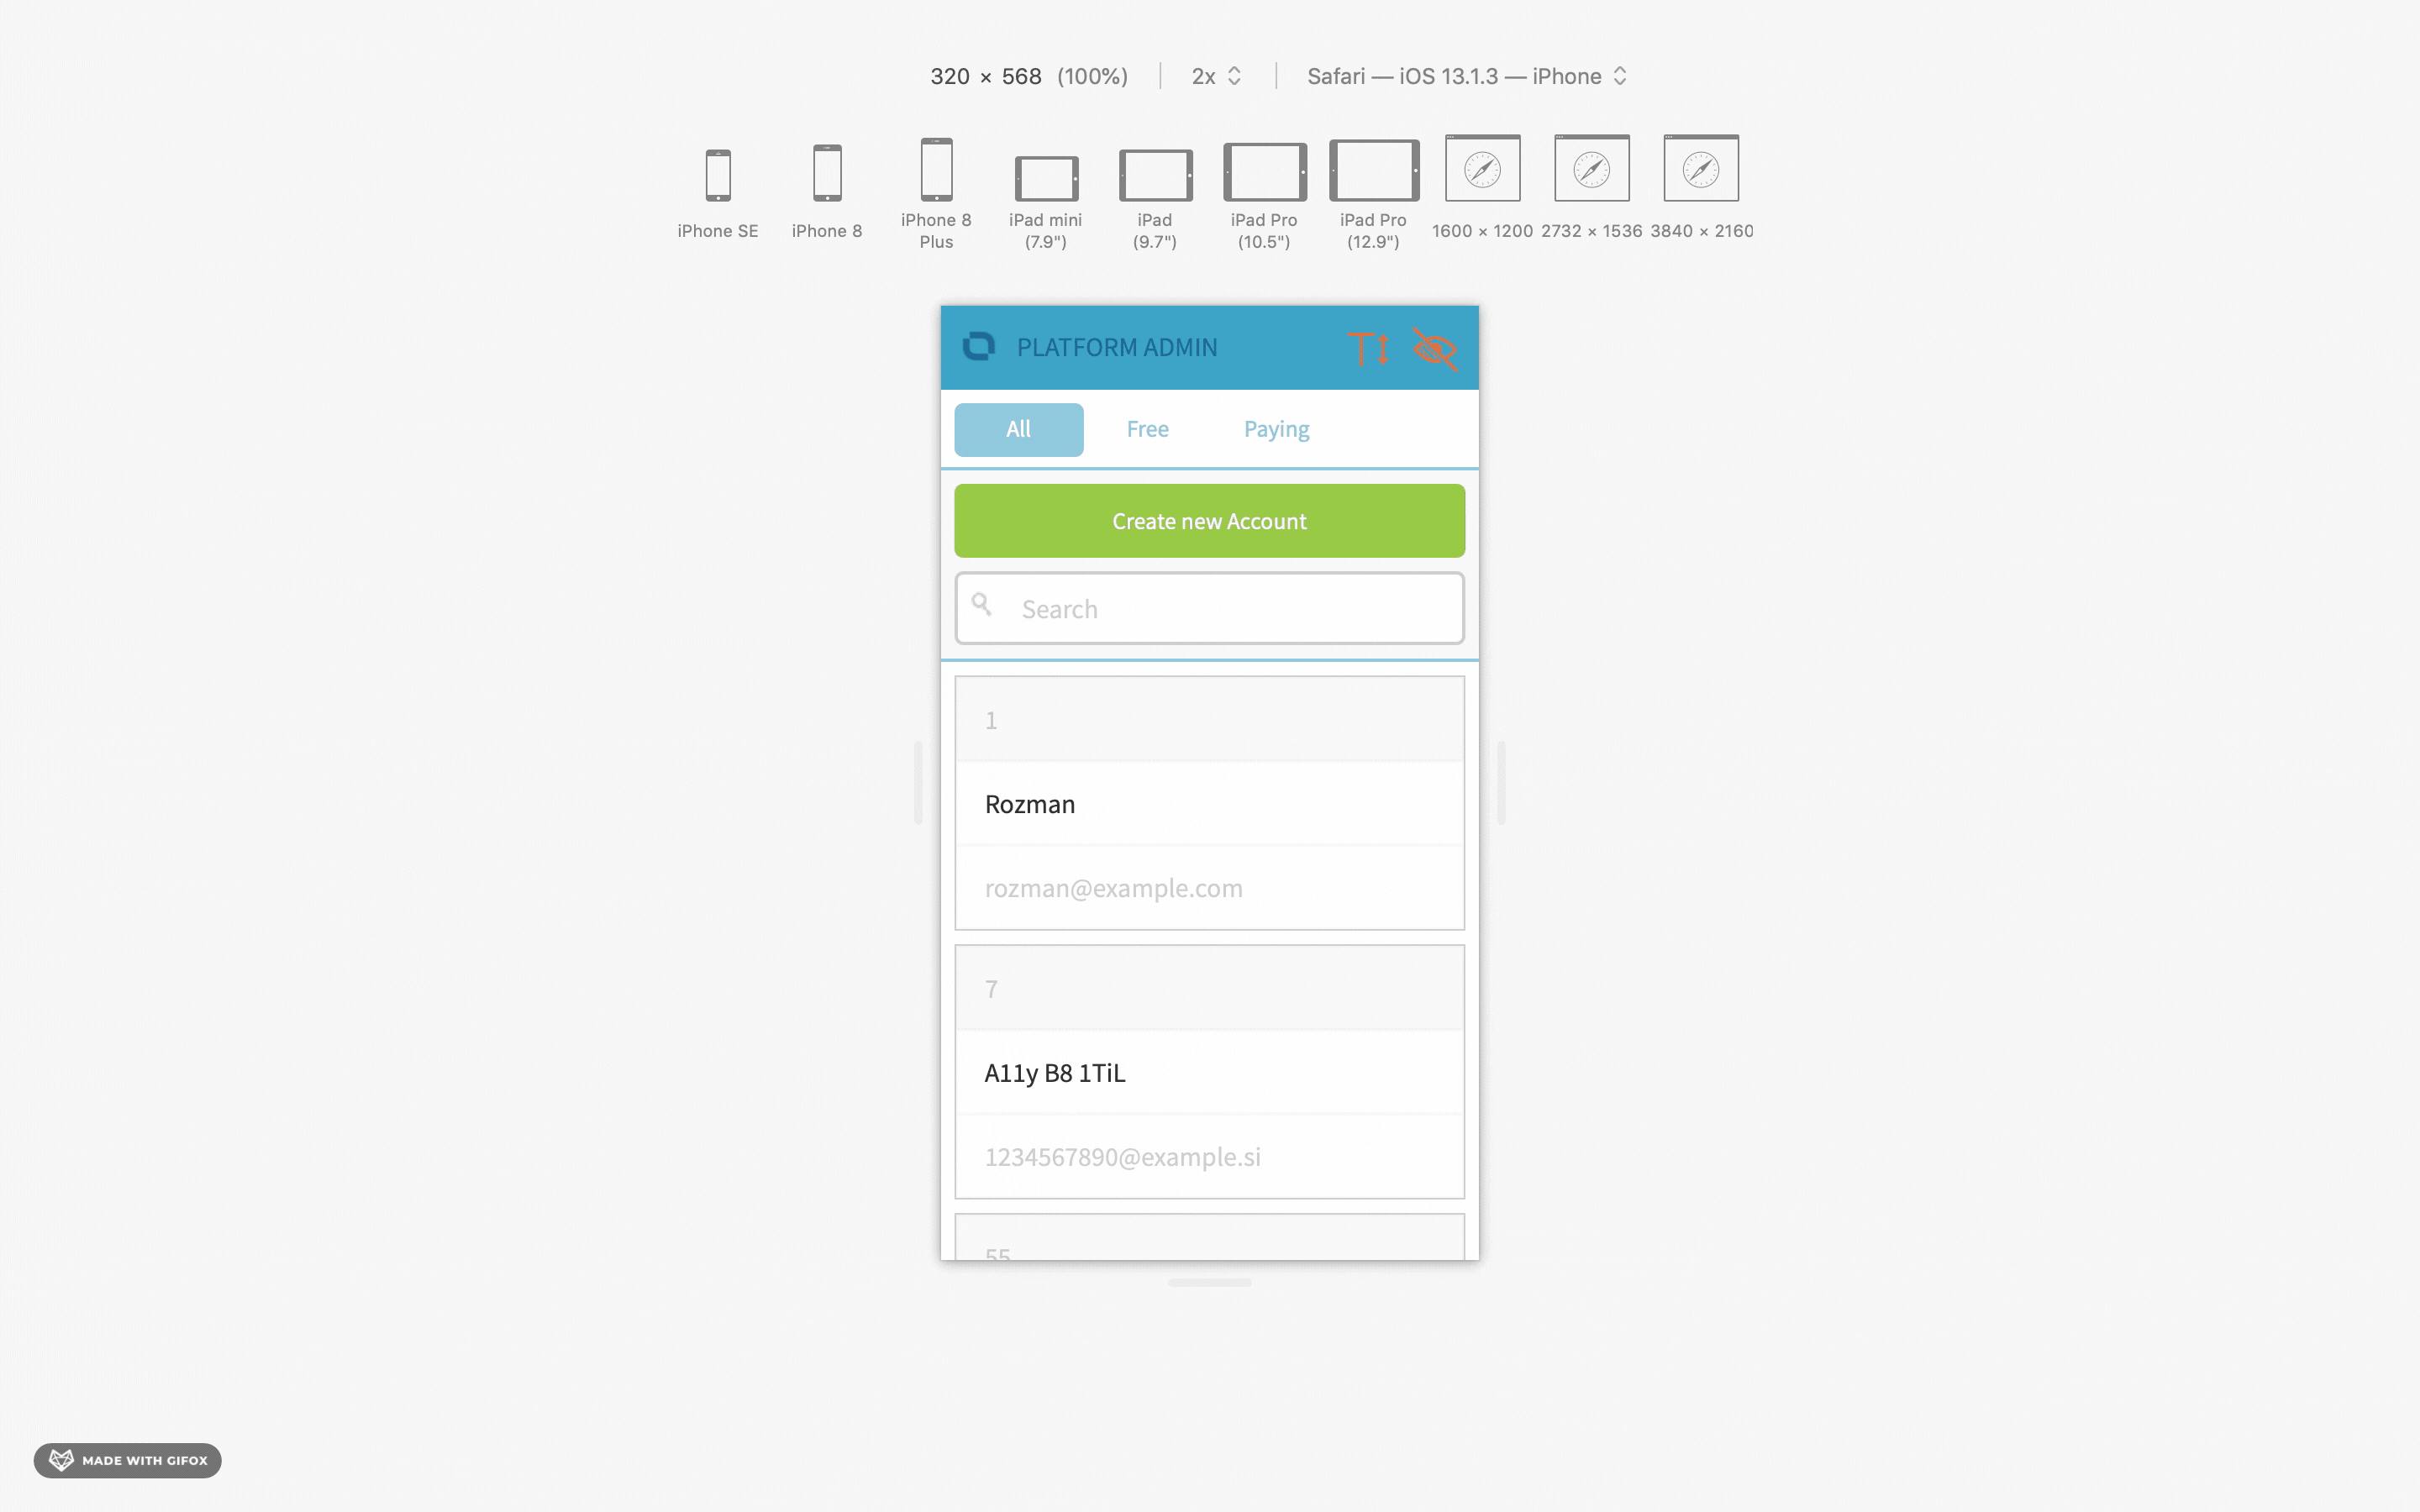 320 × 568 (100%) 2x Safari — iOS 13.1.3 — iPhone
iPhone SE
iPhone 8
iPhone 8
Plus
iPad mini
(7.9")
iPad
(9.7")
iPad Pro
(10.5")
iPad Pro
(12.9")
1600 × 1200
2732 × 1536
3840 × 2160
PLATFORM ADMIN
All Free Paying
Create new Account
Search
1
Rozman
rozman@example.com
7
A11y B8 1TiL
1234567890@example.si
55
MADE WITH GIFOX